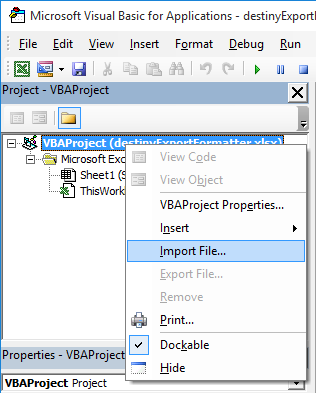 Microsoft Visual Basic for Applications - destinyExportF
File Edit View Insert Format Debug Run
Project - VBAProject
VBAProject (destinyExportFormatter.xlsx)
Microsoft Exc
Sheet1 (S
ThisWork
View Code
View Object
VBAProject Properties...
Insert
Import File...
Export File...
Remove
Print...
Dockable
Hide
Properties - VBAProject
VBAProject Project